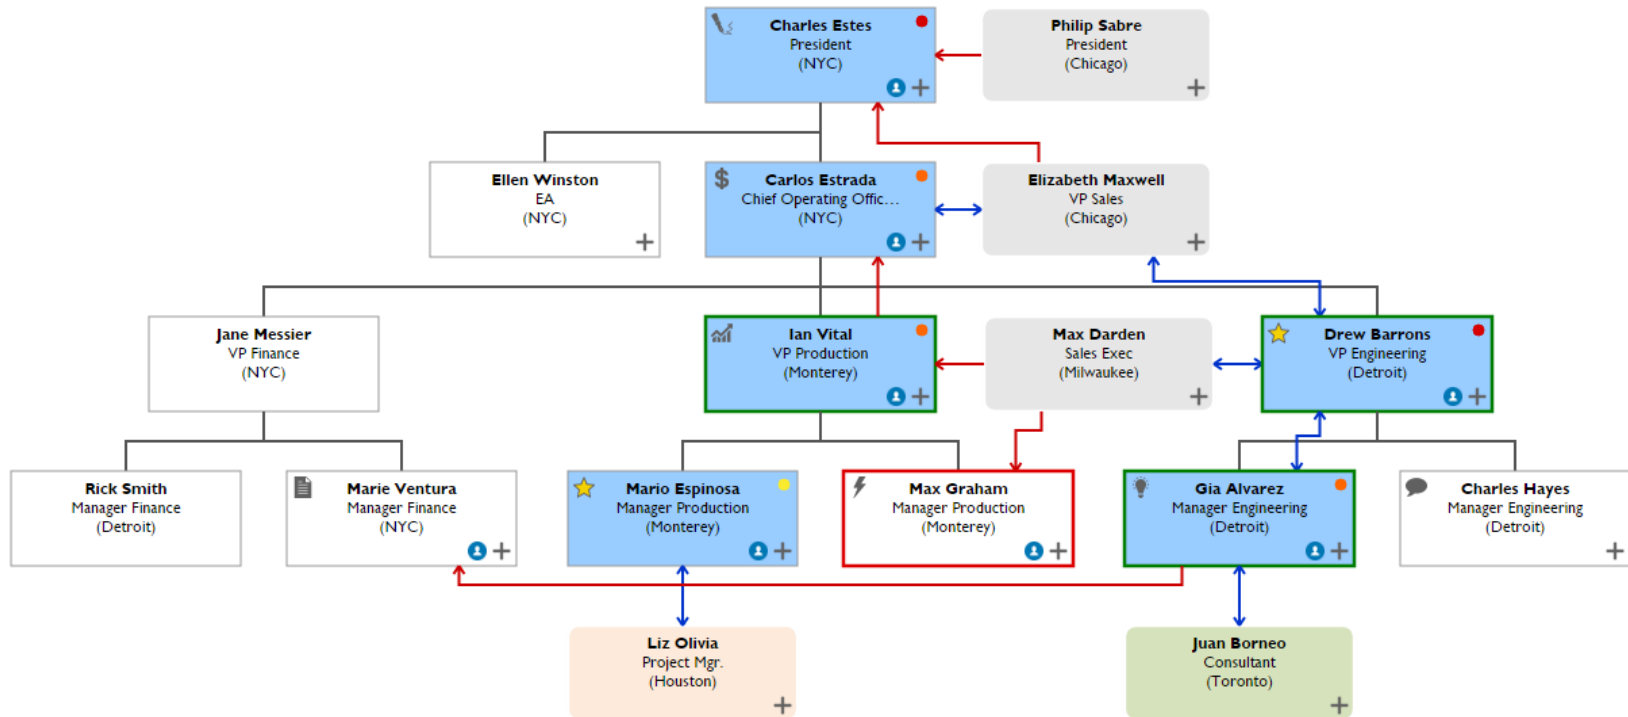 Charles Estes
President
(NYC)
Philip Sabre
President
(Chicago)
Ellen Winston
EA
(NYC)
$
Carlos Estrada
Chief Operating Offic...
(NYC)
Elizabeth Maxwell
VP Sales
(Chicago)
Jane Messier
VP Finance
(NYC)
Ian Vital
VP Production
(Monterey)
Max Darden
Sales Exec
(Milwaukee)
Drew Barrons
VP Engineering
(Detroit)
Rick Smith
Manager Finance
(Detroit)
Marie Ventura
Manager Finance
(NYC)
Mario Espinosa
Manager Production
(Monterey)
Max Graham
Manager Production
(Monterey)
Gia Alvarez
Manager Engineering
(Detroit)
Charles Hayes
Manager Engineering
(Detroit)
Liz Olivia
Project Mgr.
(Houston)
Juan Borneo
Consultant
(Toronto)